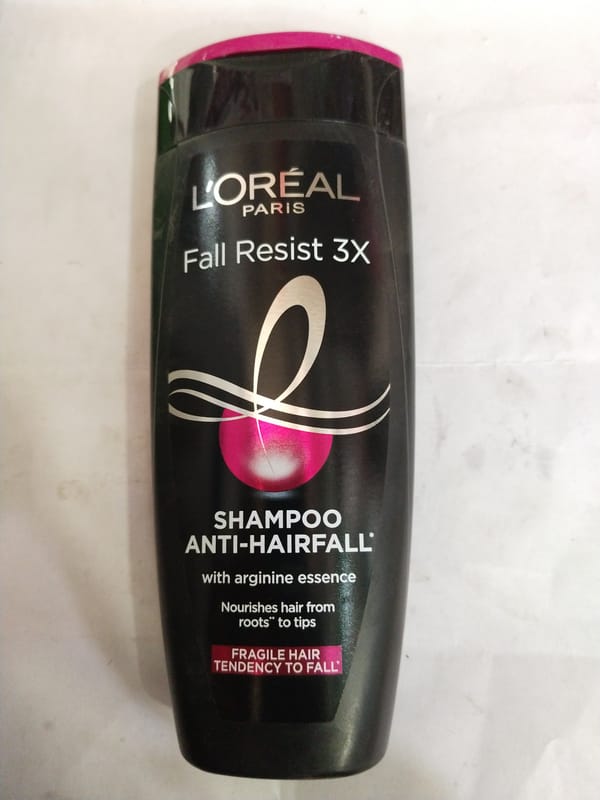 L'ORÉAL
PARIS
Fall Resist 3X
SHAMPOO
ANTI-HAIRFALL*
with arginine essence
Nourishes hair from
roots** to tips
FRAGILE HAIR
TENDENCY TO FALL*